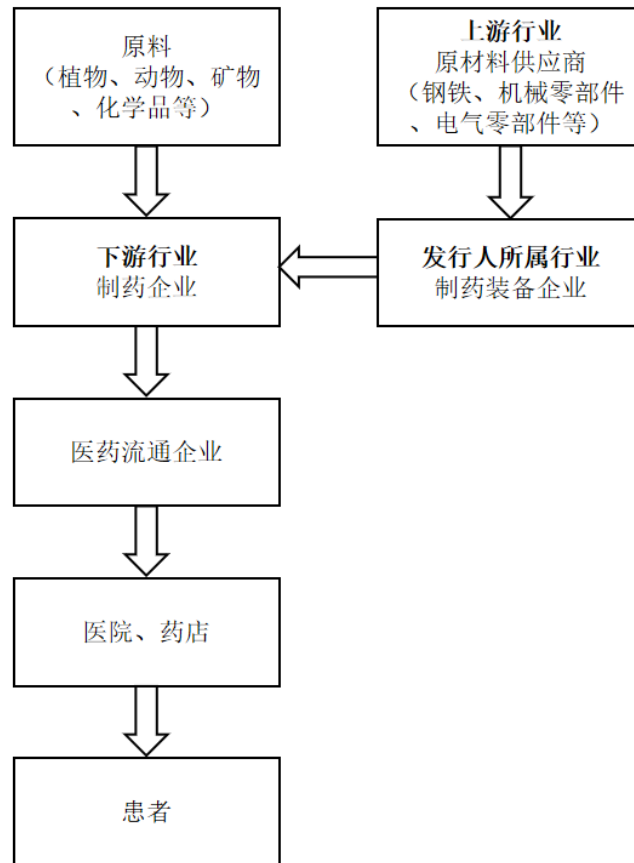 原料
（植物、动物、矿物
、化学品等）
上游行业
原材料供应商
（钢铁、机械零部件
、电气零部件等）
下游行业
制药企业
发行人所属行业
制药装备企业
医药流通企业
医院、药店
患者